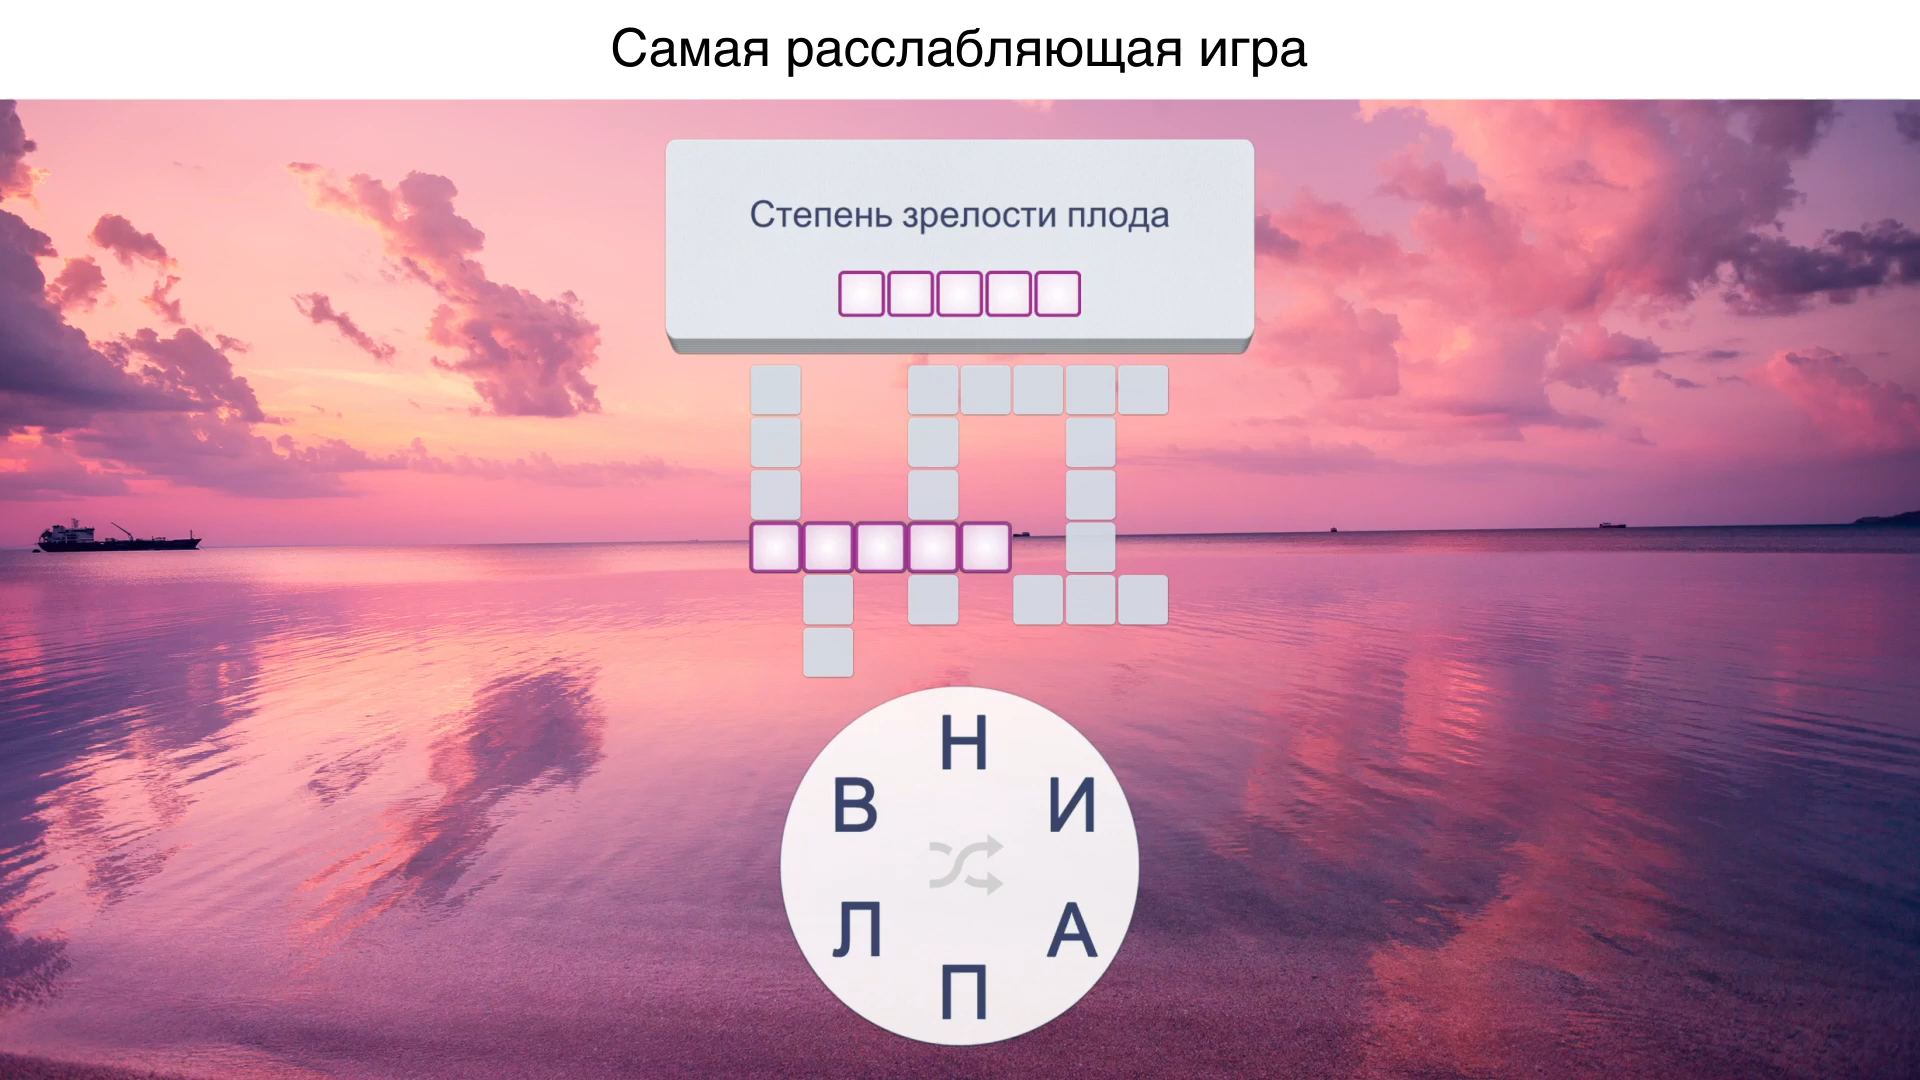 Самая расслабляющая игра
Степень зрелости плода
Н
В И
Л А
П